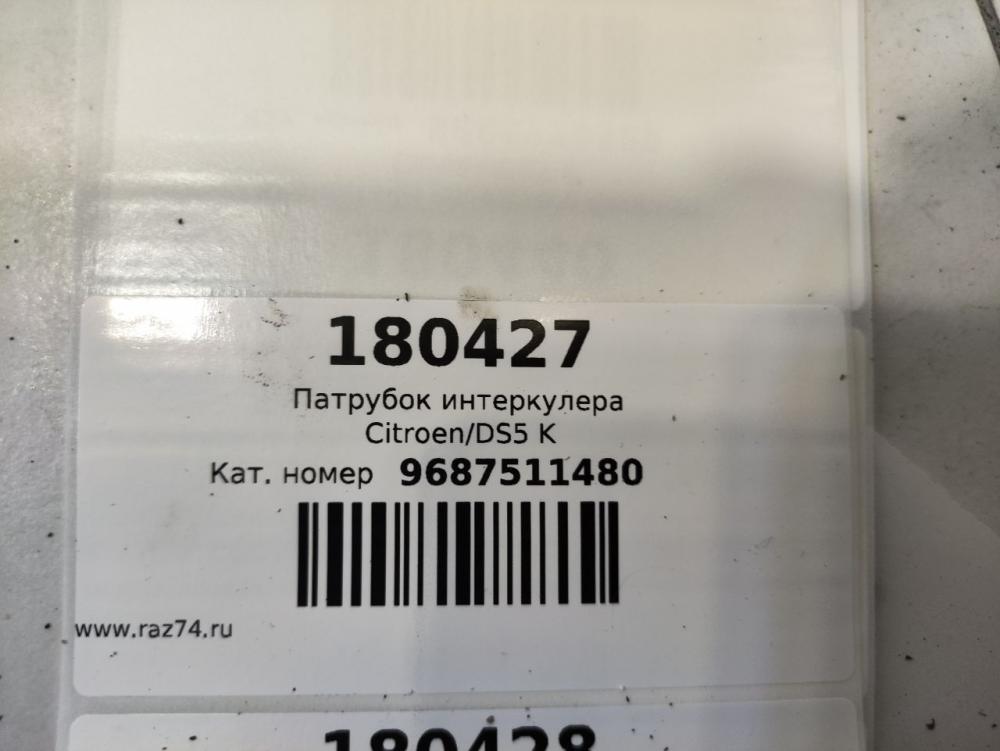 180427
Патрубок интеркулера
Citroen/DS5 K
Кат. номер 9687511480
www.raz74.ru
180428